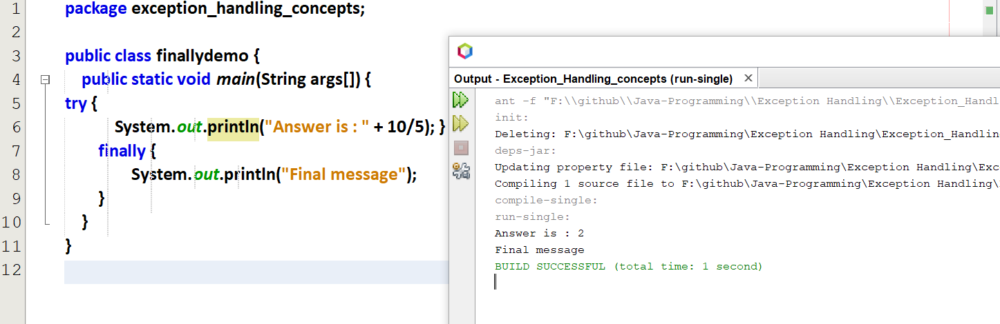 1 package exception_handling_concepts;
2
3 public class finallydemo {
4 public static void main(String args[]) {
5 try {
6 System.out.println("Answer is : " + 10/5); }
7 finally {
8 System.out.println("Final message");
9 }
10 }
11 }
12
Output - Exception_Handling_concepts (run-single) ×
ant -f "F:\\github\\Java-Programming\\Exception Handling\\Exception_Handl
init:
Deleting: F:\github\Java-Programming\Exception Handling\Exception_Handlin
deps-jar:
Updating property file: F:\github\Java-Programming\Exception Handling\Exc
Compiling 1 source file to F:\github\Java-Programming\Exception Handling\
compile-single:
run-single:
Answer is : 2
Final message
BUILD SUCCESSFUL (total time: 1 second)